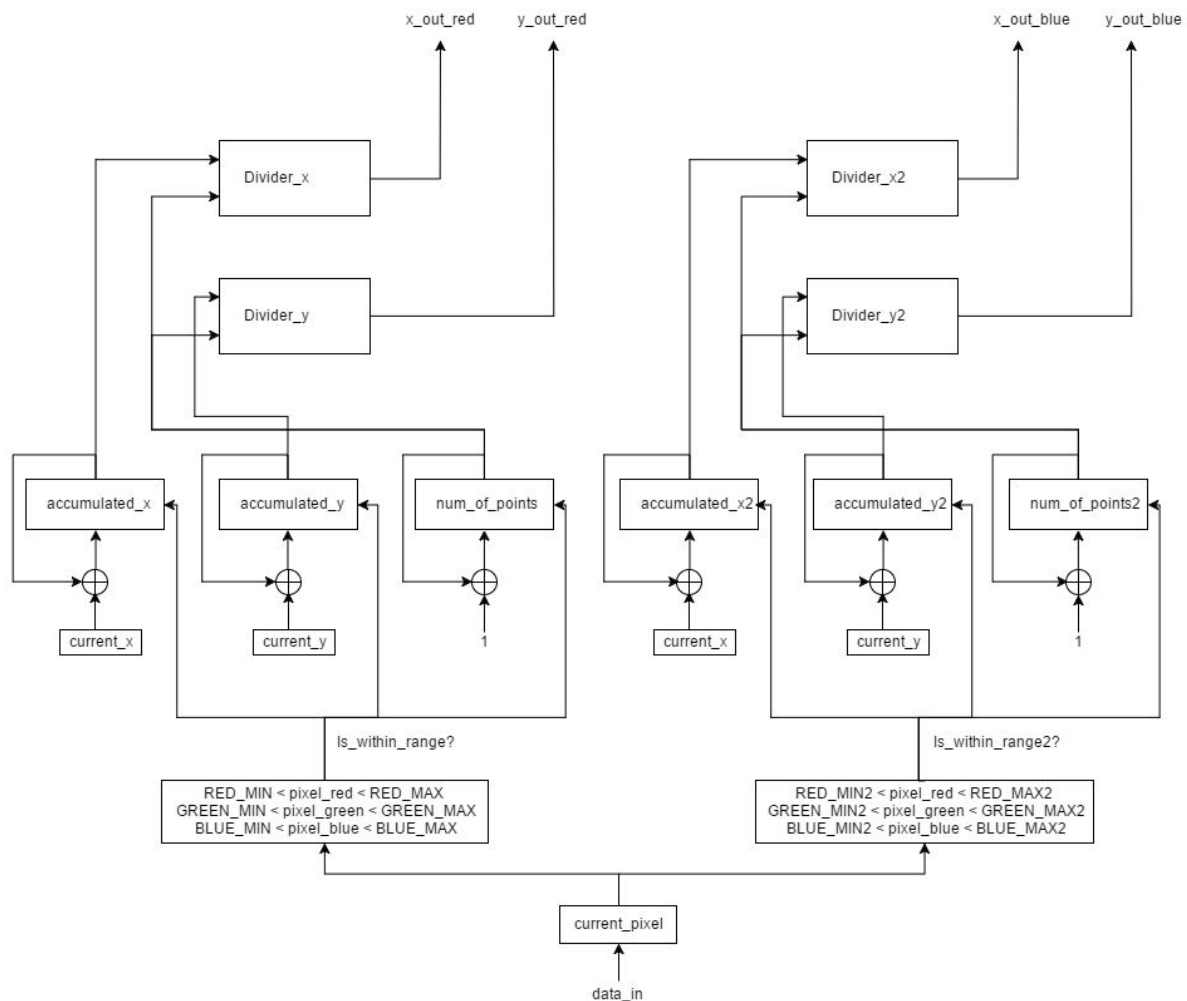 x_out_red
y_out_red
x_out_blue
y_out_blue
Divider_x
Divider_x2
Divider_y
Divider_y2
accumulated_x
accumulated_y
num_of_points
accumulated_x2
accumulated_y2
num_of_points2
current_x
current_y
1
current_x
current_y
1
Is_within_range?
Is_within_range2?
RED_MIN < pixel_red < RED_MAX
GREEN_MIN < pixel_green < GREEN_MAX
BLUE_MIN < pixel_blue < BLUE_MAX
RED_MIN2 < pixel_red < RED_MAX2
GREEN_MIN2 < pixel_green < GREEN_MAX2
BLUE_MIN2 < pixel_blue < BLUE_MAX2
current_pixel
data_in